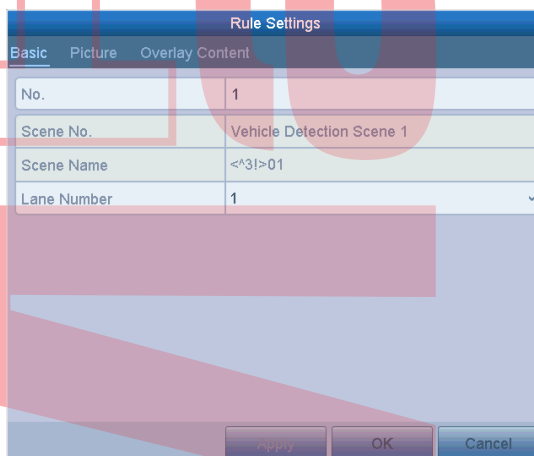 Rule Settings
Basic Picture Overlay Content
No. 1
Scene No. Vehicle Detection Scene 1
Scene Name <^3!>01
Lane Number 1
Apply OK Cancel